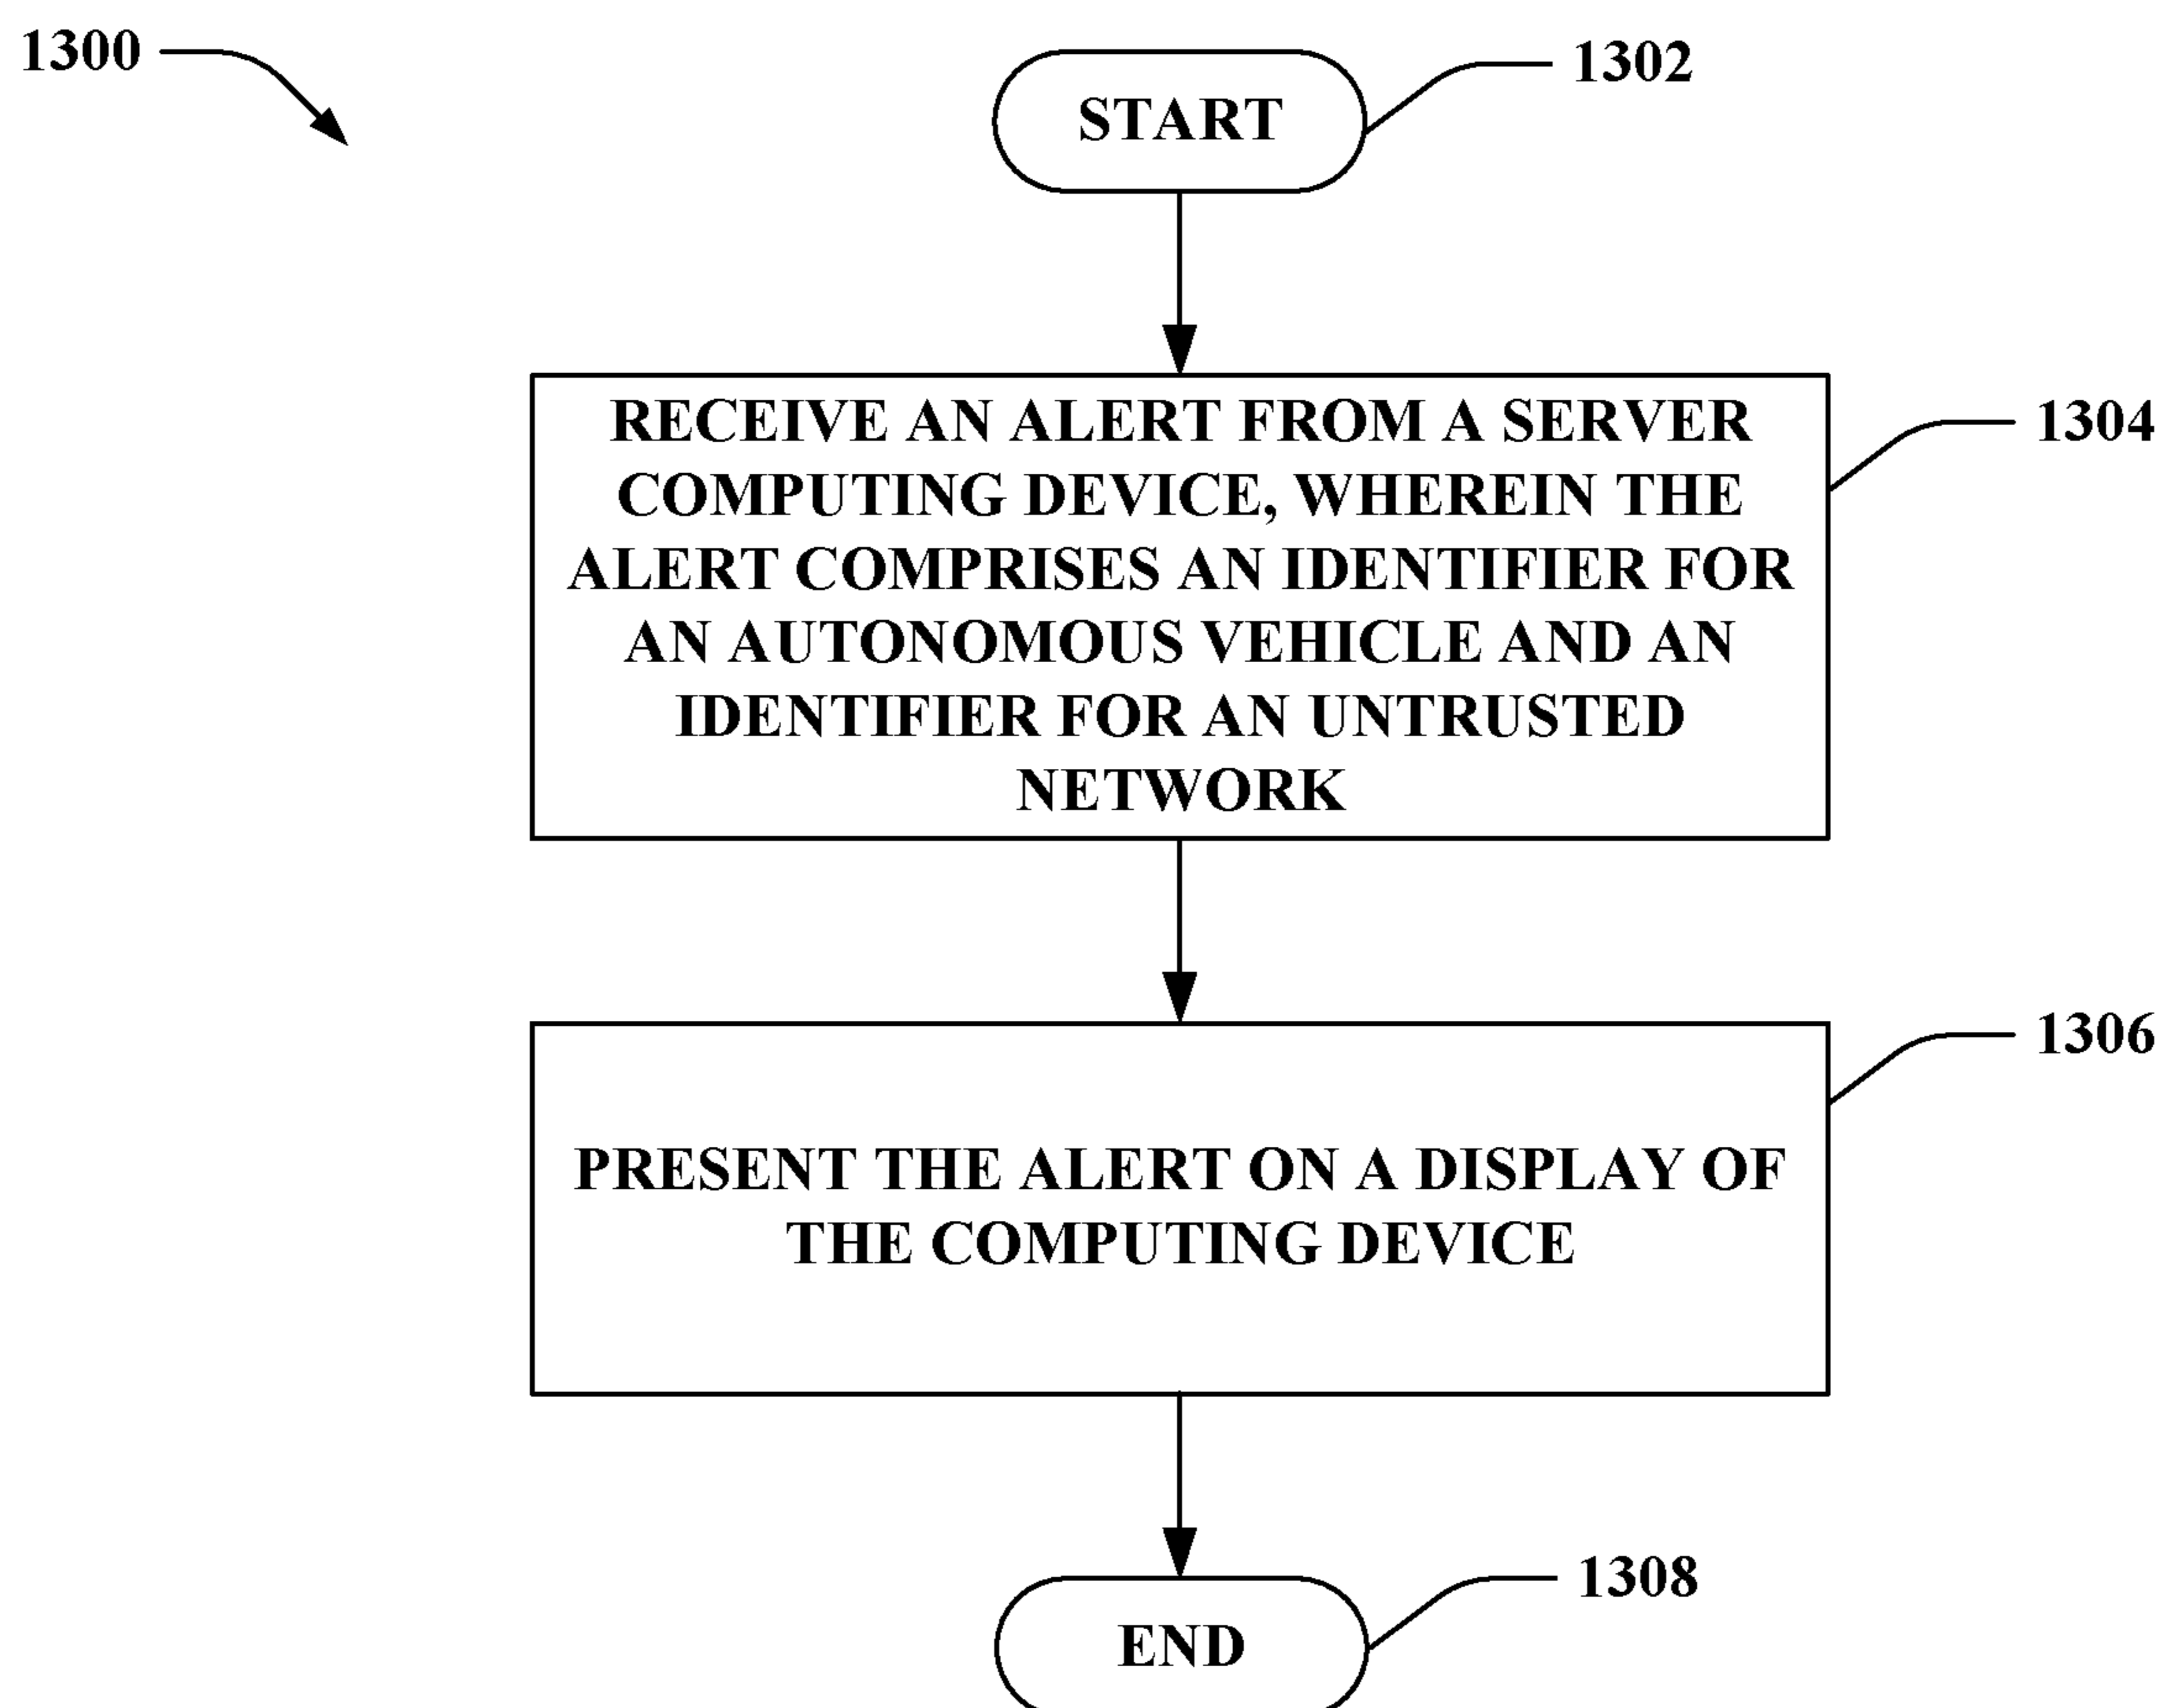 1300
START
1302
RECEIVE AN ALERT FROM A SERVER
COMPUTING DEVICE, WHEREIN THE
ALERT COMPRISES AN IDENTIFIER FOR
AN AUTONOMOUS VEHICLE AND AN
IDENTIFIER FOR AN UNTRUSTED
NETWORK
1304
PRESENT THE ALERT ON A DISPLAY OF
THE COMPUTING DEVICE
1306
END
1308